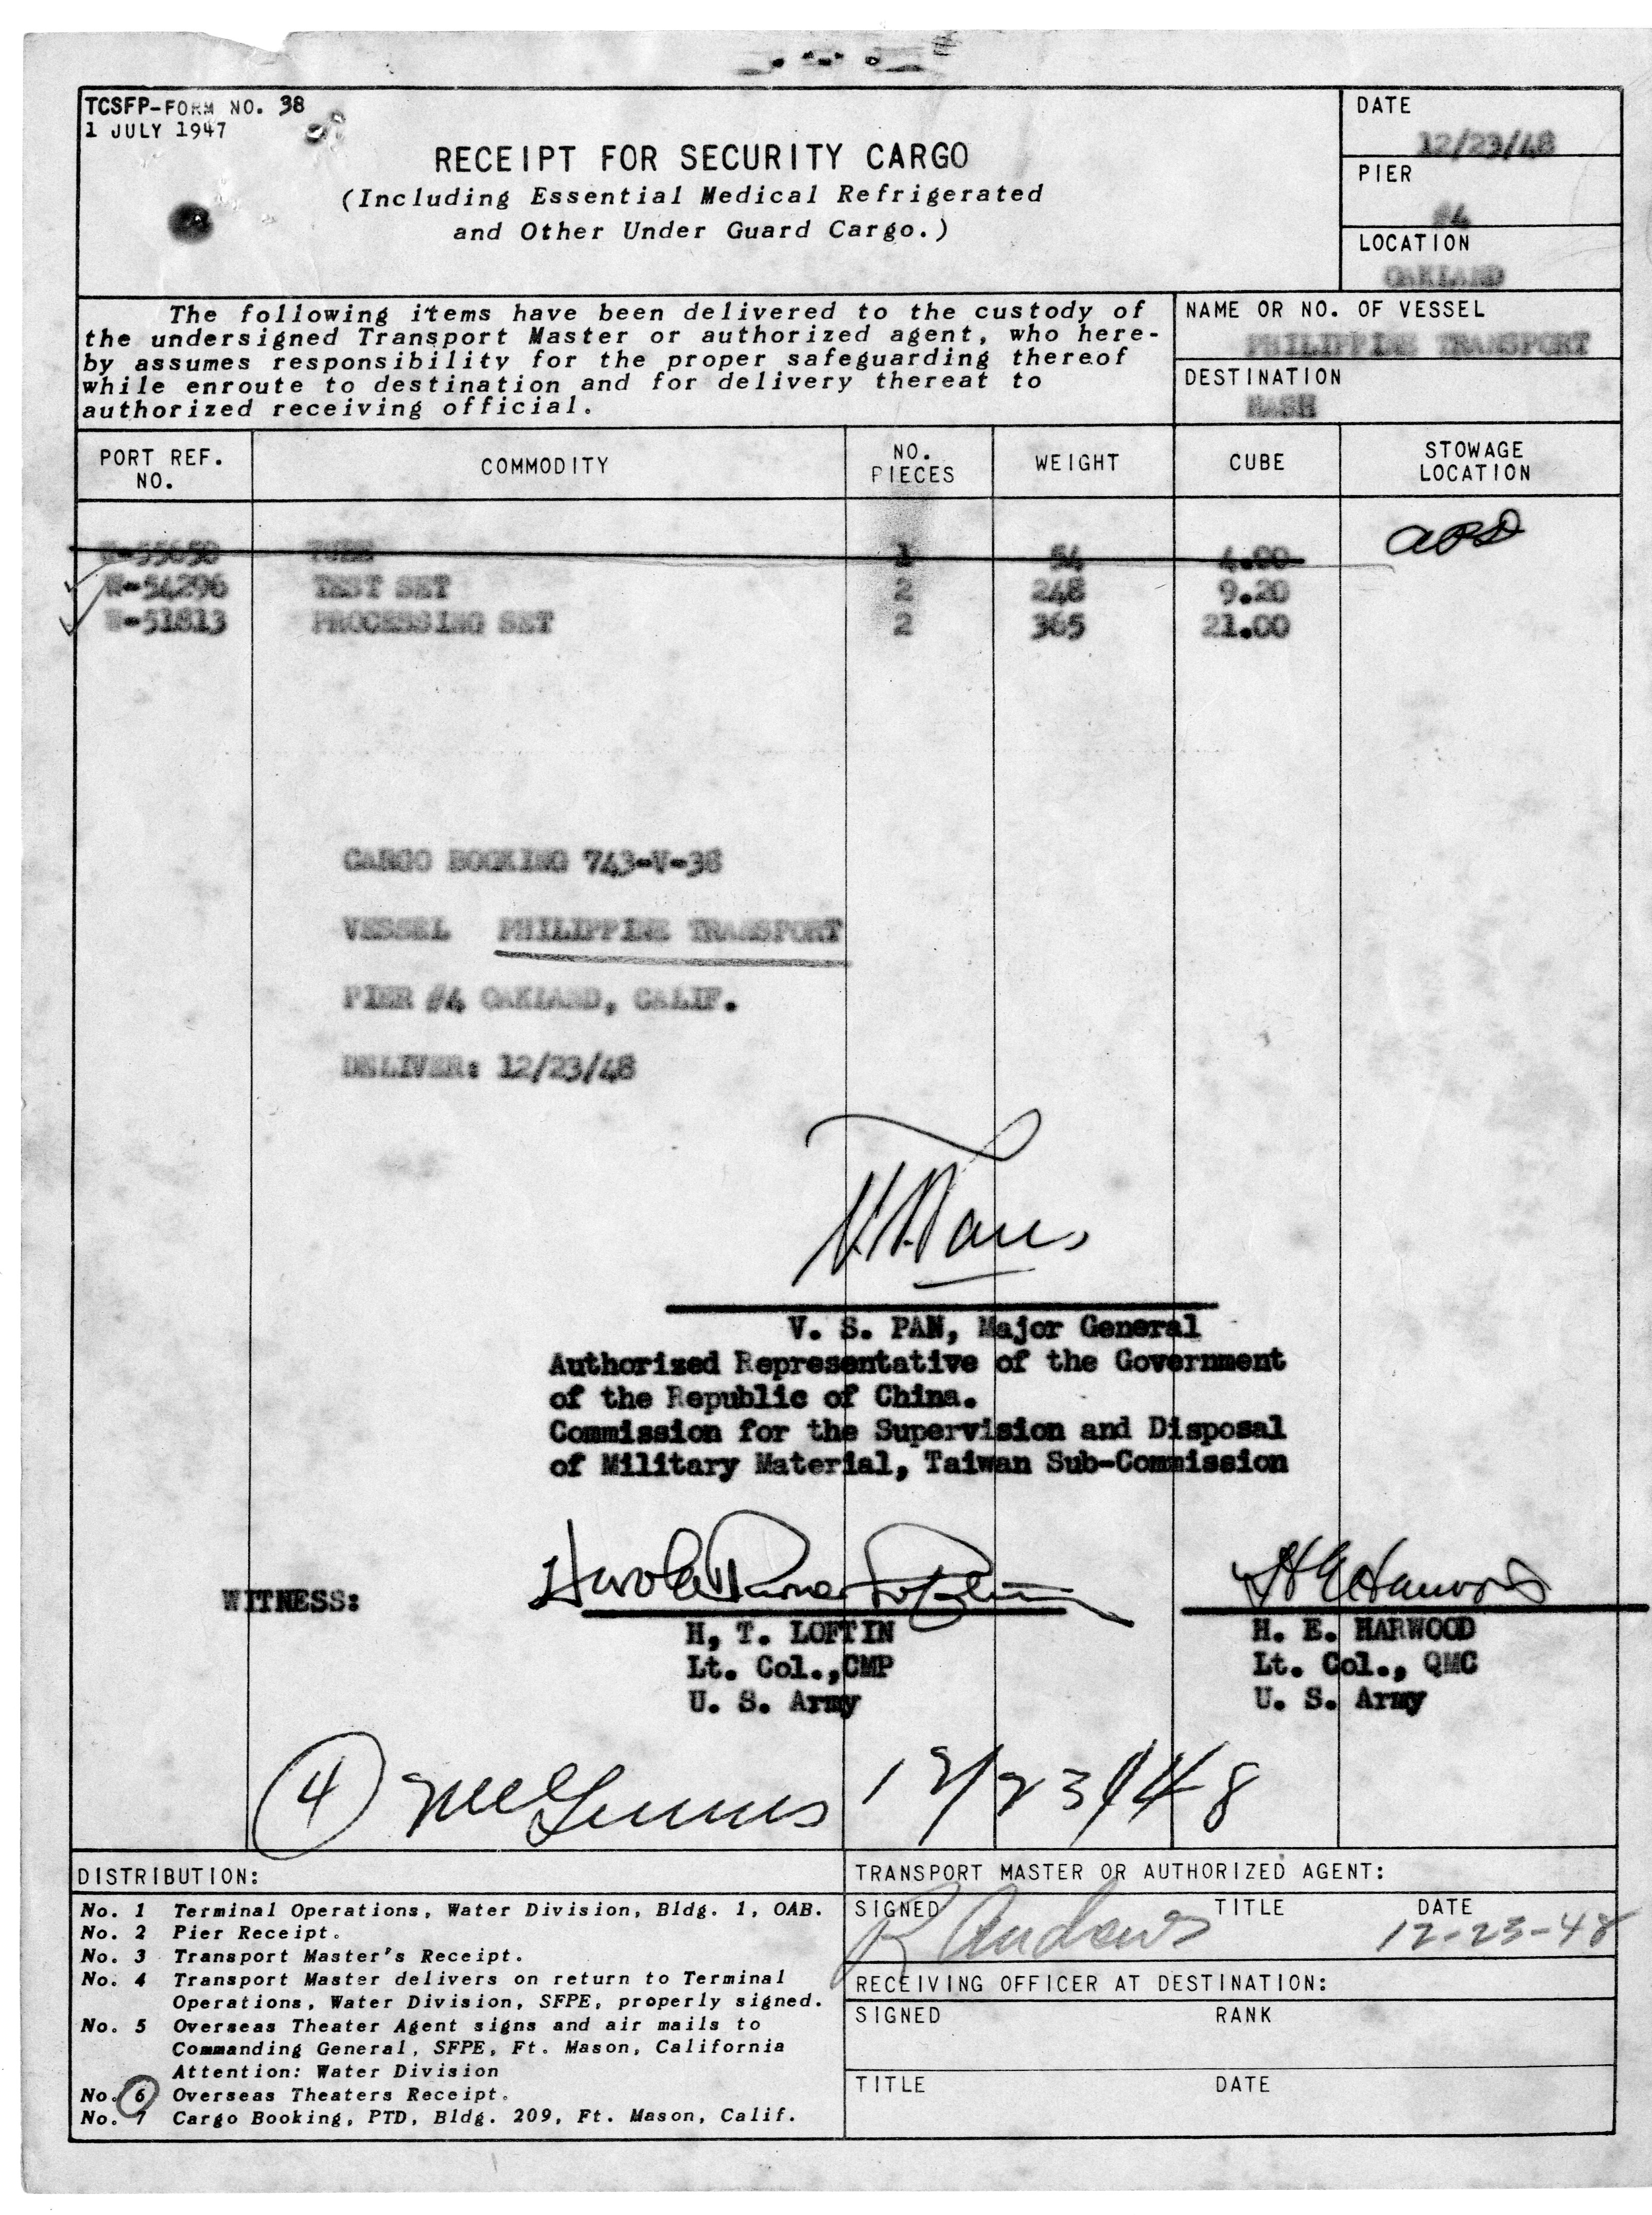 TCSFP-FORM NO. 38
1 JULY 1947
RECEIPT FOR SECURITY CARGO
(Including Essential Medical Refrigerated
and Other Under Guard Cargo.)
DATE
12/23/48
PIER
#4
LOCATION
OAKLAND
The following items have been delivered to the custody of
the undersigned Transport Master or authorized agent, who here-
by assumes responsibility for the proper safeguarding thereof
while enroute to destination and for delivery thereat to
authorized receiving official.
NAME OR NO. OF VESSEL
PHILIPPINE TRANSPORT
DESTINATION
NASH
PORT REF. NO. COMMODITY NO. PIECES WEIGHT CUBE STOWAGE LOCATION
1 54 4.00
W-54296 TEST SET 2 248 9.20
W-51813 PROCESSING SET 2 365 21.00
CARGO BOOKING 743-V-38
VESSEL PHILIPPINE TRANSPORT
PIER #4 OAKLAND, CALIF.
DELIVER: 12/23/48
V. S. PAN, Major General
Authorized Representative of the Government
of the Republic of China.
Commission for the Supervision and Disposal
of Military Material, Taiwan Sub-Commission
WITNESS:
H, T. LOFTIN
Lt. Col.,CMP
U. S. Army
H E Harwood
H. E. HARWOOD
Lt. Col., QMC
U. S. Army
4 12/23/48
DISTRIBUTION:
No. 1 Terminal Operations, Water Division, Bldg. 1, OAB.
No. 2 Pier Receipt.
No. 3 Transport Master's Receipt.
No. 4 Transport Master delivers on return to Terminal
Operations, Water Division, SFPE, properly signed.
No. 5 Overseas Theater Agent signs and air mails to
Commanding General, SFPE, Ft. Mason, California
Attention: Water Division
No. 6 Overseas Theaters Receipt.
No. 7 Cargo Booking, PTD, Bldg. 209, Ft. Mason, Calif.
TRANSPORT MASTER OR AUTHORIZED AGENT:
SIGNED TITLE DATE
R Andrews 12-23-48
RECEIVING OFFICER AT DESTINATION:
SIGNED RANK
TITLE DATE